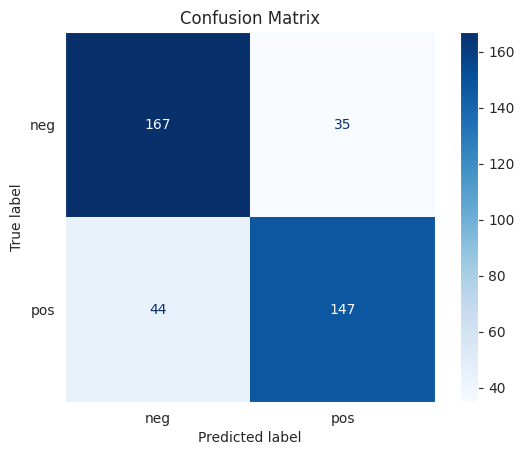 Confusion Matrix
True label
neg
pos
167
35
44
147
neg
pos
Predicted label
160
140
120
100
80
60
40